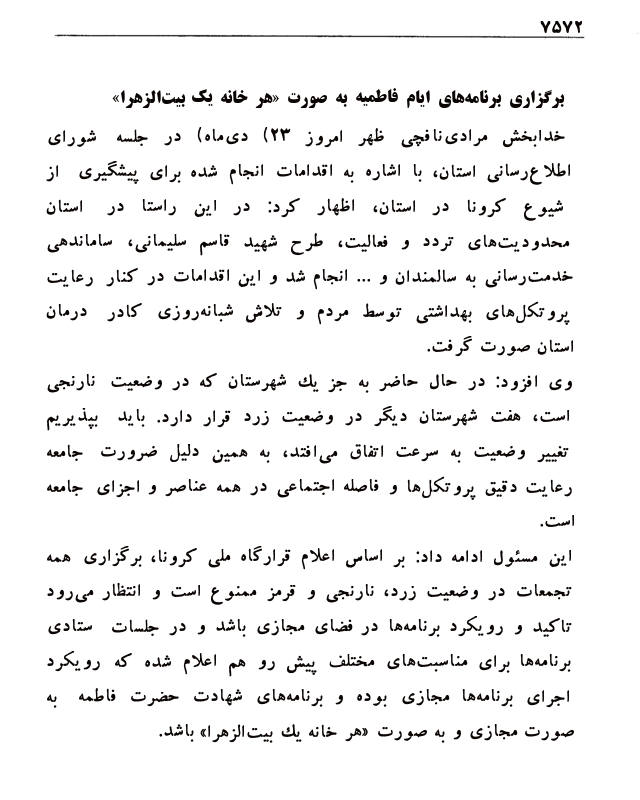 ۷۵۷۲
برگزاری برنامه‌های ایام فاطمیه به صورت «هر خانه یک بیت‌الزهرا»
خدابخش مرادی‌نافچی ظهر امروز ۲۳) دی‌ماه) در جلسه شورای
اطلاع‌رسانی استان، با اشاره به اقدامات انجام شده برای پیشگیری از
شیوع کرونا در استان، اظهار کرد: در این راستا در استان
محدودیت‌های تردد و فعالیت، طرح شهید قاسم سلیمانی، ساماندهی
خدمت‌رسانی به سالمندان و ... انجام شد و این اقدامات در کنار رعایت
پروتکل‌های بهداشتی توسط مردم و تلاش شبانه‌روزی کادر درمان
استان صورت گرفت.
وی افزود: در حال حاضر به جز یك شهرستان که در وضعیت نارنجی
است، هفت شهرستان دیگر در وضعیت زرد قرار دارد. باید بپذیریم
تغییر وضعیت به سرعت اتفاق می‌افتد، به همین دلیل ضرورت جامعه
رعایت دقیق پروتکل‌ها و فاصله اجتماعی در همه عناصر و اجزای جامعه
است.
این مسئول ادامه داد: بر اساس اعلام قرارگاه ملی کرونا، برگزاری همه
تجمعات در وضعیت زرد، نارنجی و قرمز ممنوع است و انتظار می‌رود
تاکید و رویکرد برنامه‌ها در فضای مجازی باشد و در جلسات ستادی
برنامه‌ها برای مناسبت‌های مختلف پیش رو هم اعلام شده که رویکرد
اجرای برنامه‌ها مجازی بوده و برنامه‌های شهادت حضرت فاطمه به
صورت مجازی و به صورت «هر خانه یك بیت‌الزهرا» باشد.